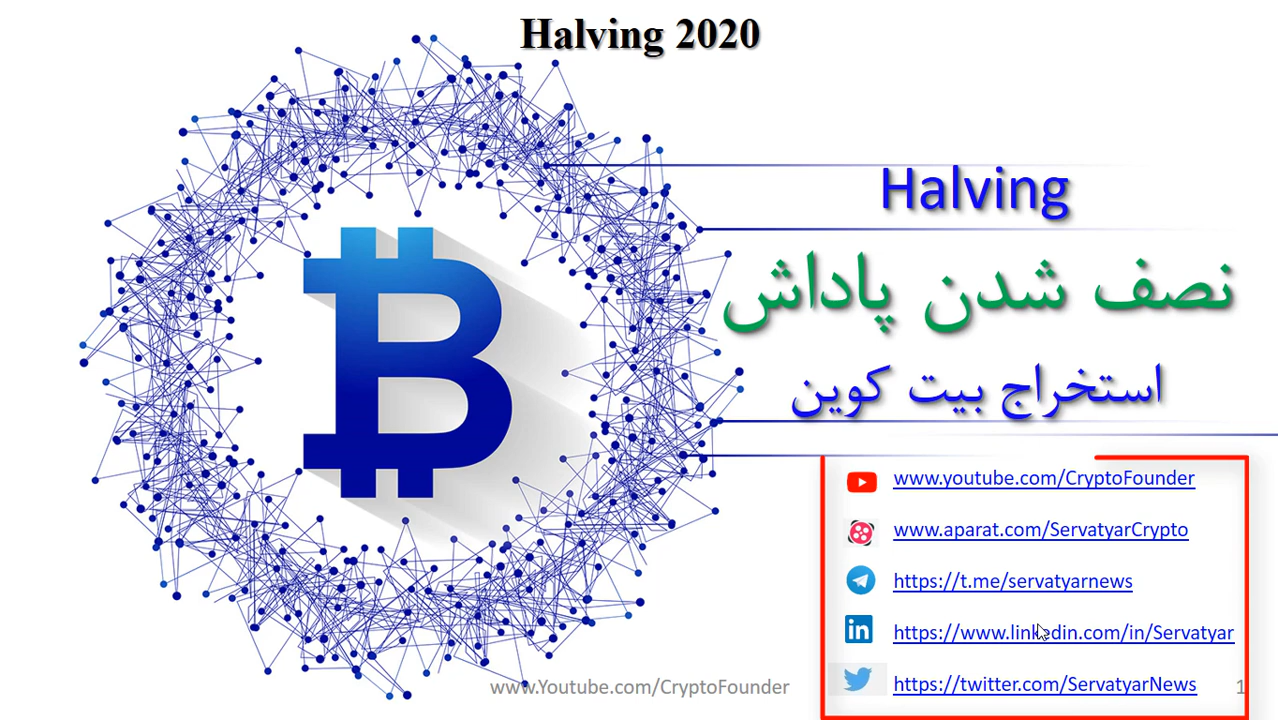 Halving 2020
Halving
نصف شدن پاداش
استخراج بیت کوین
www.youtube.com/CryptoFounder
www.aparat.com/ServatyarCrypto
https://t.me/servatyarnews
https://www.linkedin.com/in/Servatyar
https://twitter.com/ServatyarNews
www.Youtube.com/CryptoFounder
1